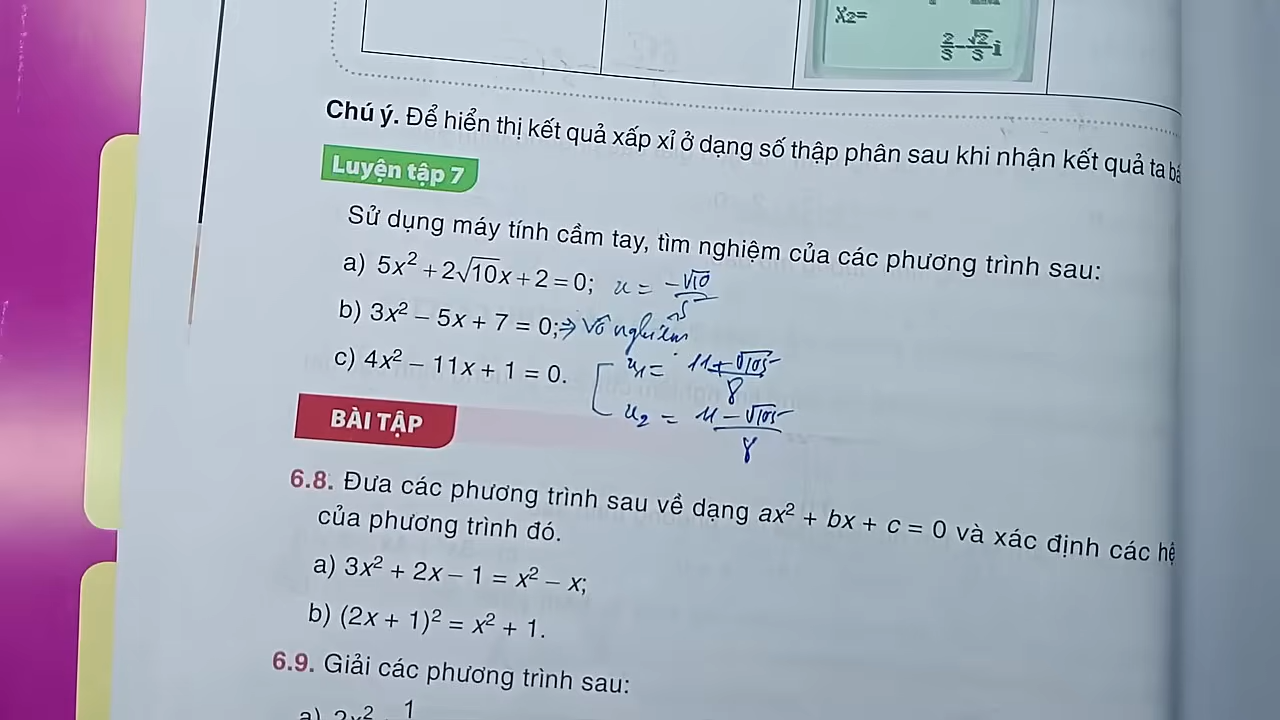 X2=
2/3-√2/3i
Chú ý. Để hiển thị kết quả xấp xỉ ở dạng số thập phân sau khi nhận kết quả ta
Luyện tập 7
Sử dụng máy tính cầm tay, tìm nghiệm của các phương trình sau:
a) 5x² + 2√10x + 2 = 0; x = -√10/5
b) 3x² – 5x + 7 = 0; ⇒ Vô nghiệm
c) 4x² – 11x + 1 = 0. x1 = 11+√105/8
x2 = 11-√105/8
BÀI TẬP
6.8. Đưa các phương trình sau về dạng ax² + bx + c = 0 và xác định các hệ
của phương trình đó.
a) 3x² + 2x – 1 = x² – x;
b) (2x + 1)² = x² + 1.
6.9. Giải các phương trình sau: